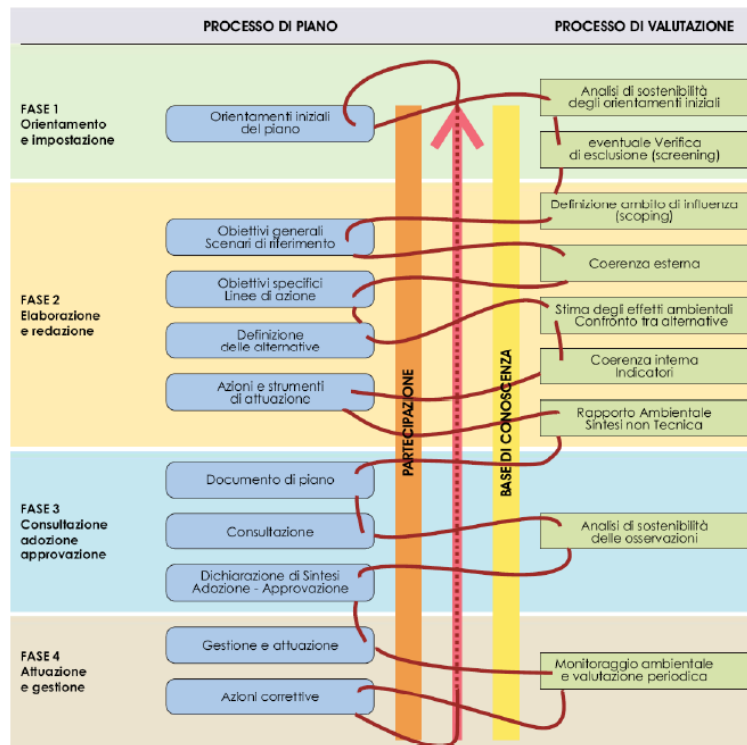 PROCESSO DI PIANO
PROCESSO DI VALUTAZIONE
FASE 1
Orientamento
e impostazione
Orientamenti iniziali
del piano
Analisi di sostenibilità
degli orientamenti iniziali
eventuale Verifica
di esclusione (screening)
FASE 2
Elaborazione
e redazione
Obiettivi generali
Scenari di riferimento
Obiettivi specifici
Linee di azione
Definizione
delle alternative
Azioni e strumenti
di attuazione
Definizione ambito di influenza
(scoping)
Coerenza esterna
Stima degli effetti ambientali
Confronto tra alternative
Coerenza interna
Indicatori
Rapporto Ambientale
Sintesi non Tecnica
PARTECIPAZIONE
BASE DI CONOSCENZA
FASE 3
Consultazione
adozione
approvazione
Documento di piano
Consultazione
Dichiarazione di Sintesi
Adozione - Approvazione
Analisi di sostenibilità
delle osservazioni
FASE 4
Attuazione
e gestione
Gestione e attuazione
Azioni correttive
Monitoraggio ambientale
e valutazione periodica